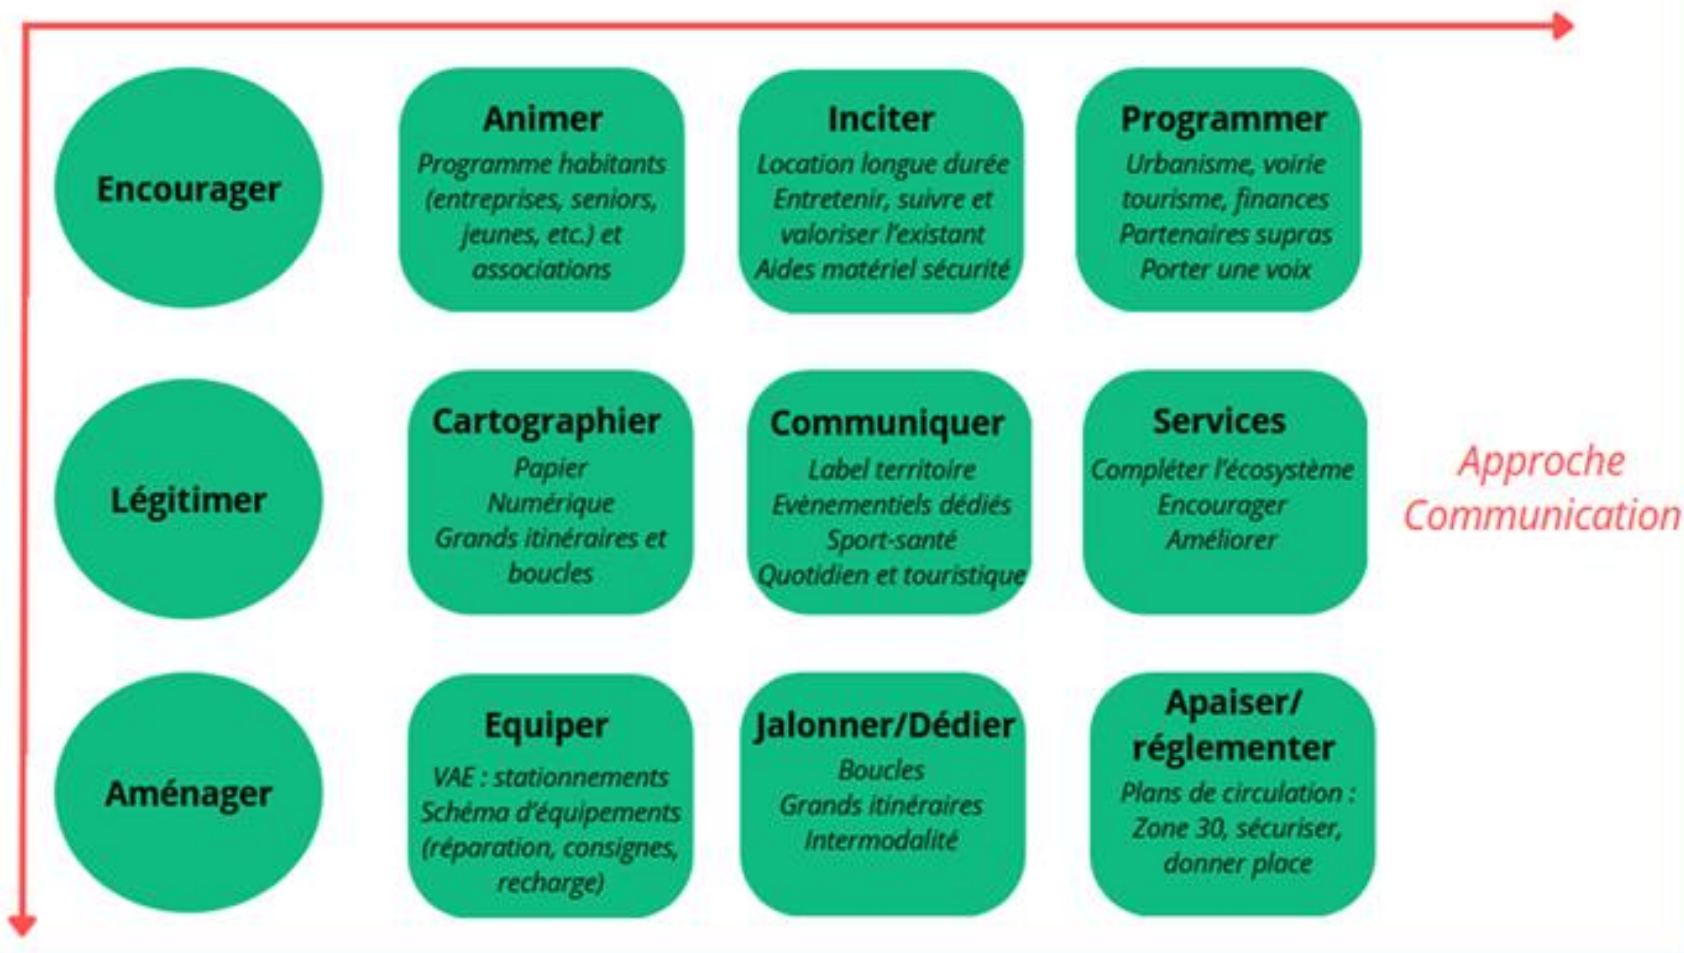 Encourager
Animer
Programme habitants
(entreprises, seniors,
jeunes, etc.) et
associations
Inciter
Location longue durée
Entretenir, suivre et
valoriser l'existant
Aides matériel sécurité
Programmer
Urbanisme, voirie
tourisme, finances
Partenaires supras
Porter une voix
Légitimer
Cartographier
Papier
Numérique
Grands itinéraires et
boucles
Communiquer
Label territoire
Evènementiels dédiés
Sport-santé
Quotidien et touristique
Services
Compléter l'écosystème
Encourager
Améliorer
Approche
Communication
Aménager
Equiper
VAE : stationnements
Schéma d'équipements
(réparation, consignes,
recharge)
Jalonner/Dédier
Boucles
Grands itinéraires
Intermodalité
Apaiser/
réglementer
Plans de circulation :
Zone 30, sécuriser,
donner place